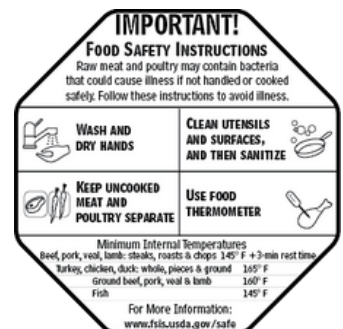 IMPORTANT!
FOOD SAFETY INSTRUCTIONS
Raw meat and poultry may contain bacteria
that could cause illness if not handled or cooked
safely. Follow these instructions to avoid illness.
WASH AND
DRY HANDS
CLEAN UTENSILS
AND SURFACES,
AND THEN SANITIZE
KEEP UNCOOKED
MEAT AND
POULTRY SEPARATE
USE FOOD
THERMOMETER
Minimum Internal Temperatures
Beef, pork, veal, lamb: steaks, roasts & chops 145° F +3-min rest time
Turkey, chicken, duck: whole, pieces & ground 165° F
Ground beef, pork, veal & lamb 160° F
Fish 145° F
For More Information:
www.fsis.usda.gov/safe